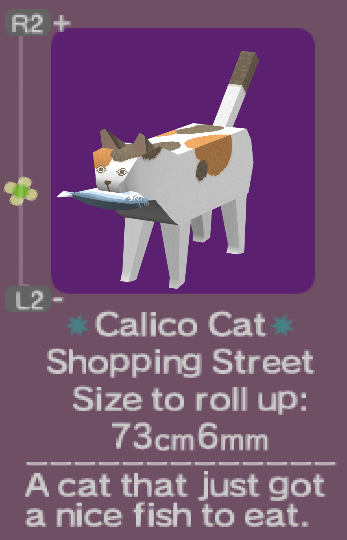 R2 +
L2 -
Calico Cat
Shopping Street
Size to roll up:
73cm6mm
A cat that just got
a nice fish to eat.